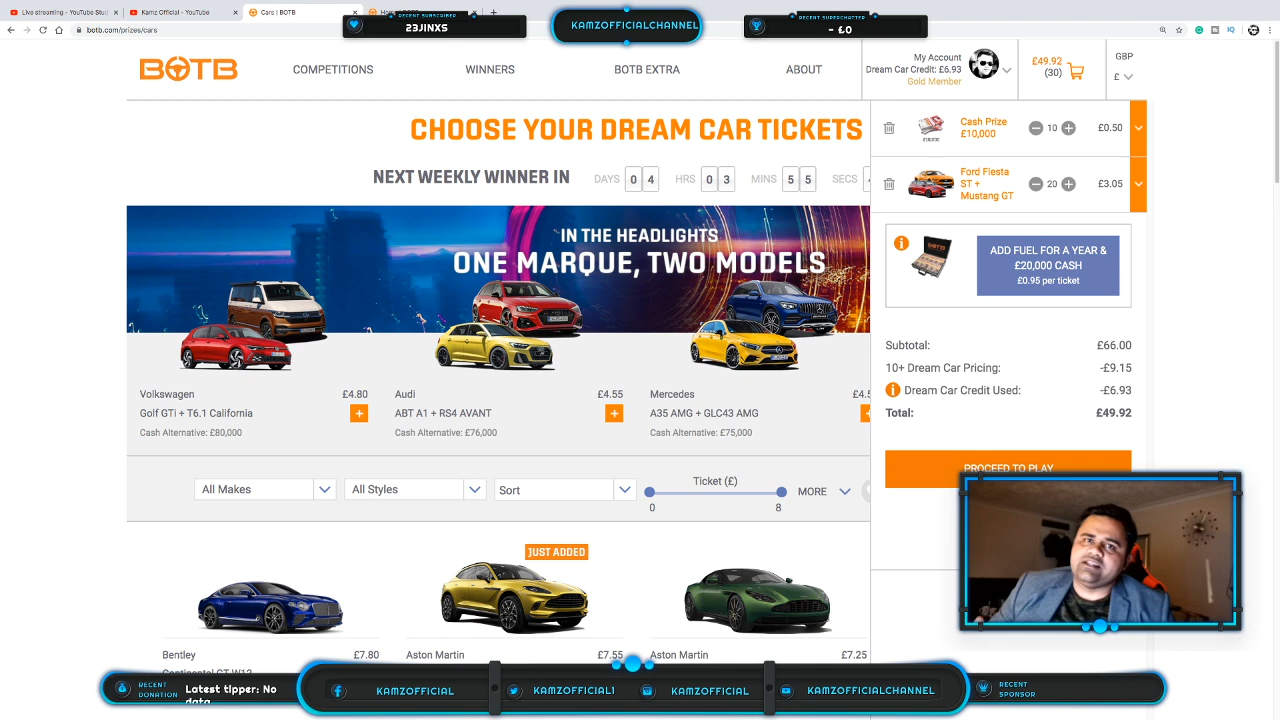 Live streaming - YouTube Stud
Kamz Official - YouTube
Cars | BOTB
botb.com/prizes/cars
RECENT SUBSCRIBER
23JINXS
KAMZOFFICIALCHANNEL
RECENT SUPERCHATTER
- £0
BOTB
COMPETITIONS
WINNERS
BOTB EXTRA
ABOUT
My Account
Dream Car Credit: £6.93
Gold Member
£49.92
(30)
GBP
£
CHOOSE YOUR DREAM CAR TICKETS
NEXT WEEKLY WINNER IN
DAYS 0 4 HRS 0 3 MINS 5 5 SECS
Cash Prize
£10,000
10
£0.50
Ford Fiesta
ST +
Mustang GT
20
£3.05
IN THE HEADLIGHTS
ONE MARQUE, TWO MODELS
BOTB
ADD FUEL FOR A YEAR &
£20,000 CASH
£0.95 per ticket
Volkswagen £4.80
Golf GTi + T6.1 California
Cash Alternative: £80,000
Audi £4.55
ABT A1 + RS4 AVANT
Cash Alternative: £76,000
Mercedes £4.5
A35 AMG + GLC43 AMG
Cash Alternative: £75,000
Subtotal: £66.00
10+ Dream Car Pricing: -£9.15
Dream Car Credit Used: -£6.93
Total: £49.92
PROCEED TO PLAY
All Makes
All Styles
Sort
Ticket (£)
0 8
MORE
JUST ADDED
Bentley £7.80
Continental GT W12
Aston Martin £7.55
Aston Martin £7.25
RECENT
DONATION
Latest tipper: No
data
KAMZOFFICIAL
KAMZOFFICIAL1
KAMZOFFICIAL
KAMZOFFICIALCHANNEL
RECENT
SPONSOR